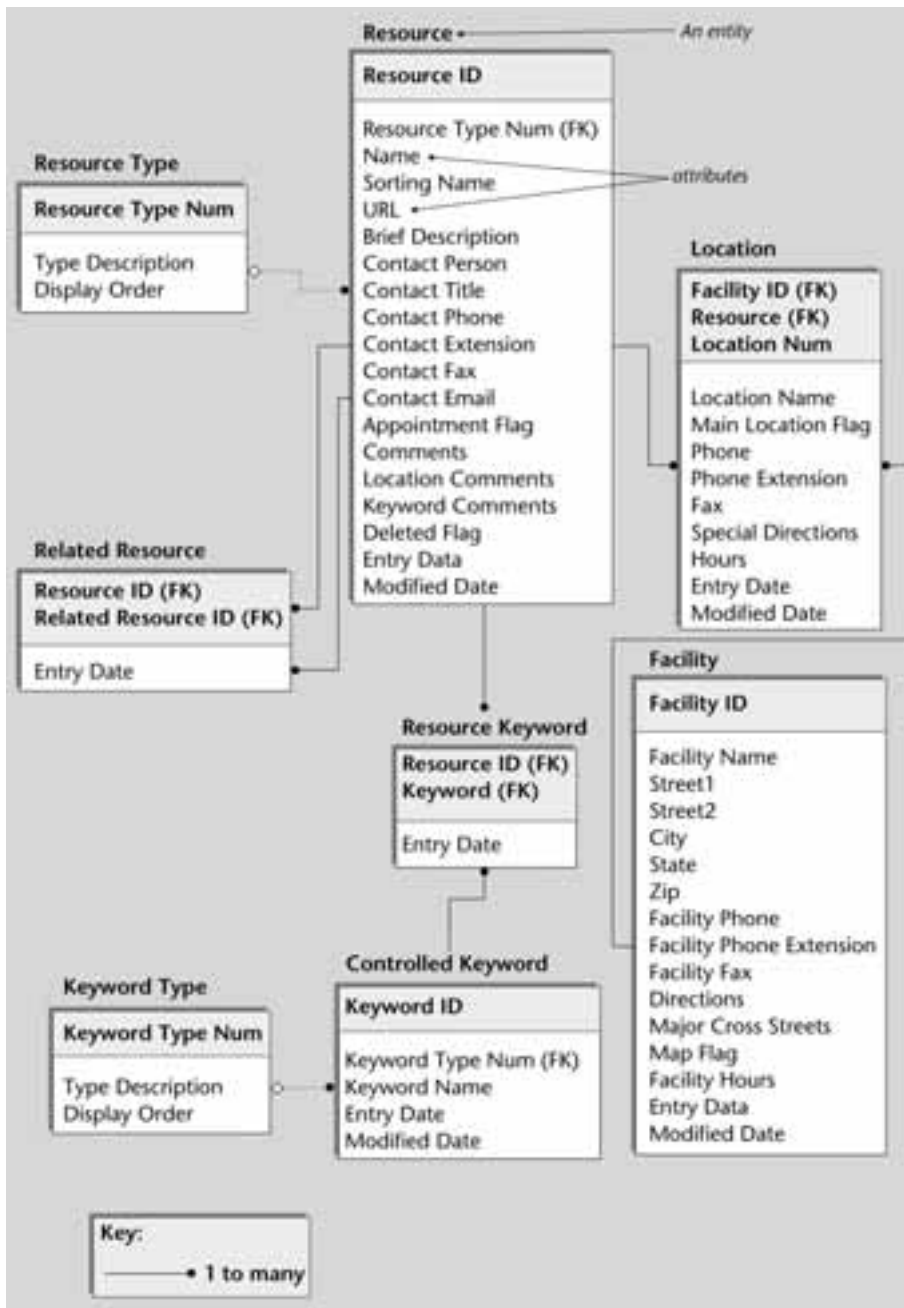 Resource
An entity
Resource ID
Resource Type Num (FK)
Name
Sorting Name
URL
Brief Description
Contact Person
Contact Title
Contact Phone
Contact Extension
Contact Fax
Contact Email
Appointment Flag
Comments
Location Comments
Keyword Comments
Deleted Flag
Entry Data
Modified Date
attributes
Resource Type
Resource Type Num
Type Description
Display Order
Location
Facility ID (FK)
Resource (FK)
Location Num
Location Name
Main Location Flag
Phone
Phone Extension
Fax
Special Directions
Hours
Entry Date
Modified Date
Related Resource
Resource ID (FK)
Related Resource ID (FK)
Entry Date
Facility
Facility ID
Facility Name
Street1
Street2
City
State
Zip
Facility Phone
Facility Phone Extension
Facility Fax
Directions
Major Cross Streets
Map Flag
Facility Hours
Entry Data
Modified Date
Resource Keyword
Resource ID (FK)
Keyword (FK)
Entry Date
Controlled Keyword
Keyword ID
Keyword Type Num (FK)
Keyword Name
Entry Date
Modified Date
Keyword Type
Keyword Type Num
Type Description
Display Order
Key:
1 to many